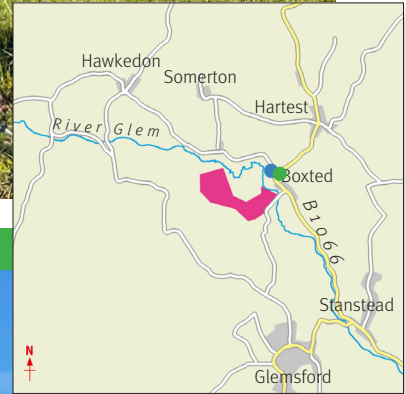 Hawkedon
Somerton
Hartest
River Glem
Boxted
B1066
Stanstead
N
Glemsford